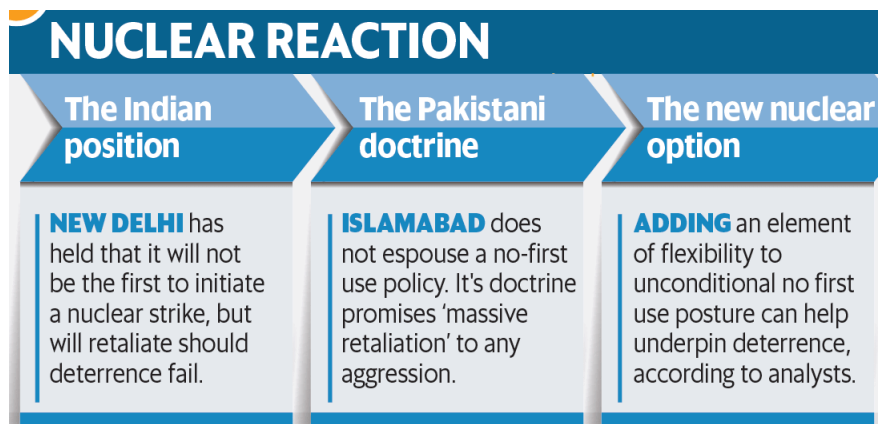 NUCLEAR REACTION
The Indian
position
NEW DELHI has
held that it will not
be the first to initiate
a nuclear strike, but
will retaliate should
deterrence fail.
The Pakistani
doctrine
ISLAMABAD does
not espouse a no-first
use policy. It's doctrine
promises ‘massive
retaliation’ to any
aggression.
The new nuclear
option
ADDING an element
of flexibility to
unconditional no first
use posture can help
underpin deterrence,
according to analysts.